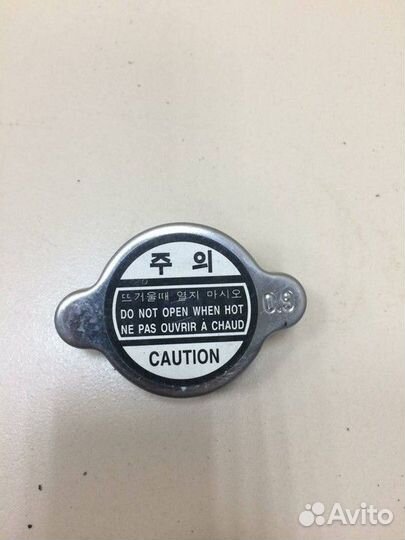 주 의
뜨거울때 열지 마시오
DO NOT OPEN WHEN HOT
NE PAS OUVRIR À CHAUD
CAUTION
0.9
Avito